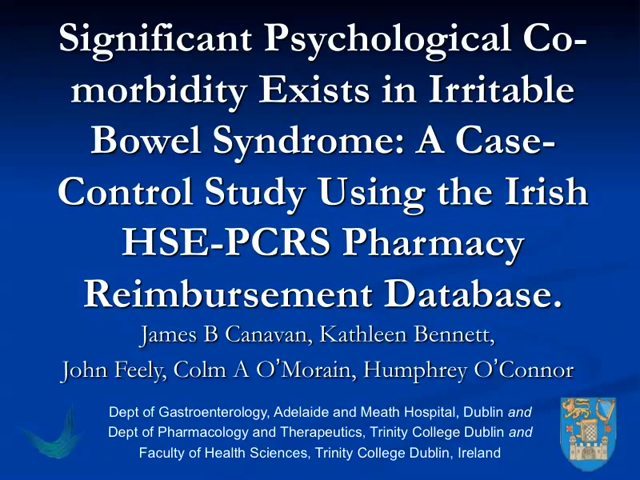 Significant Psychological Co-
morbidity Exists in Irritable
Bowel Syndrome: A Case-
Control Study Using the Irish
HSE-PCRS Pharmacy
Reimbursement Database.
James B Canavan, Kathleen Bennett,
John Feely, Colm A O’Morain, Humphrey O’Connor
Dept of Gastroenterology, Adelaide and Meath Hospital, Dublin and
Dept of Pharmacology and Therapeutics, Trinity College Dublin and
Faculty of Health Sciences, Trinity College Dublin, Ireland